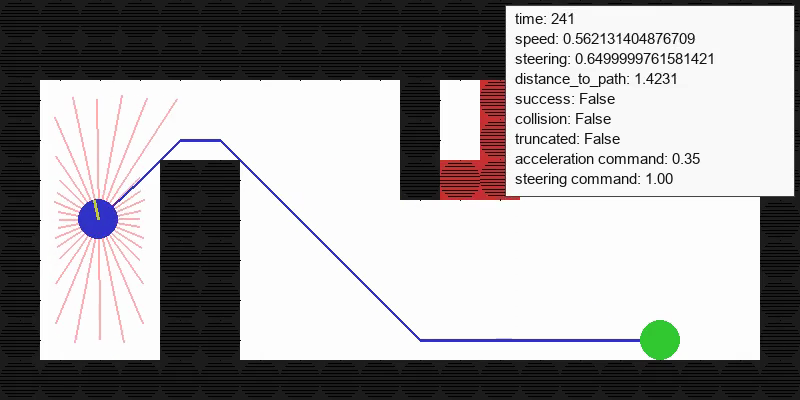 time: 241
speed: 0.562131404876709
steering: 0.6499999761581421
distance_to_path: 1.4231
success: False
collision: False
truncated: False
acceleration command: 0.35
steering command: 1.00